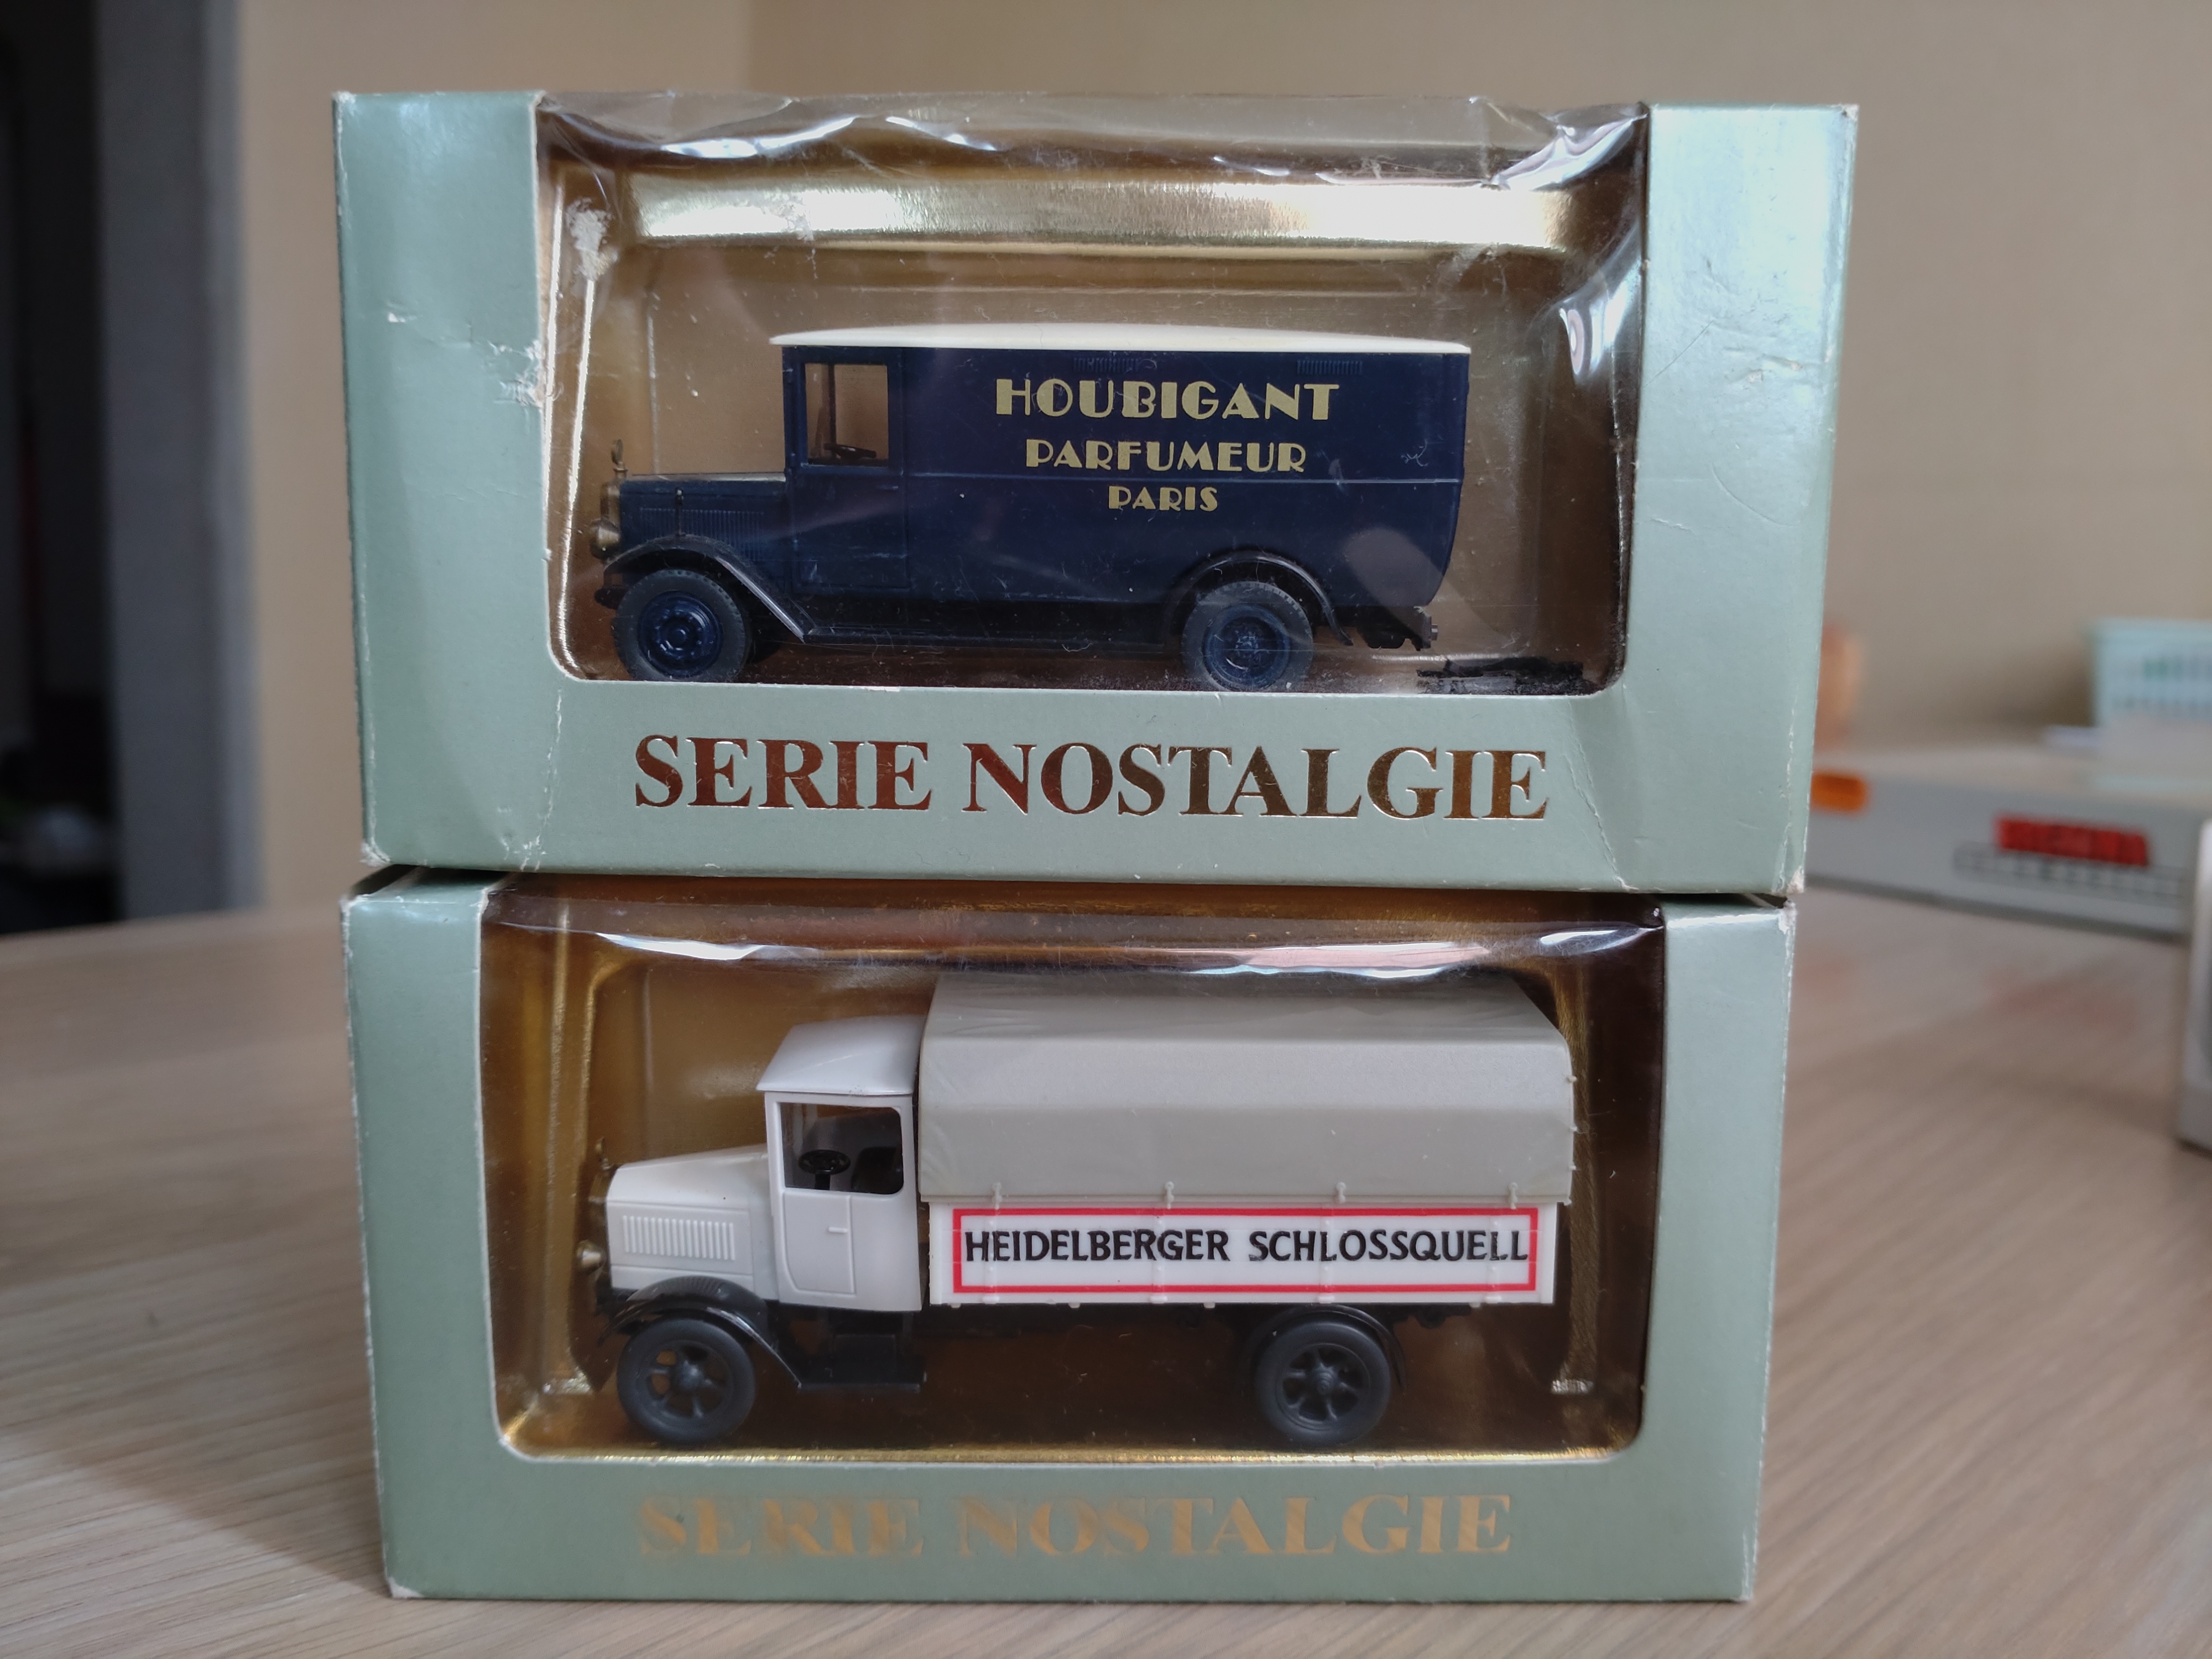 HOUBIGANT
PARFUMEUR
PARIS
SERIE NOSTALGIE
HEIDELBERGER SCHLOSSQUELL
SERIE NOSTALGIE